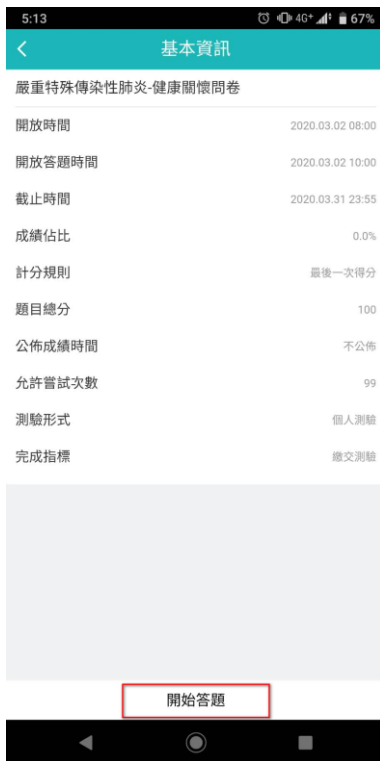 5:13 4G+ 67%
基本資訊
嚴重特殊傳染性肺炎-健康關懷問卷
開放時間 2020.03.02 08:00
開放答題時間 2020.03.02 10:00
截止時間 2020.03.31 23:55
成績佔比 0.0%
計分規則 最後一次得分
題目總分 100
公佈成績時間 不公佈
允許嘗試次數 99
測驗形式 個人測驗
完成指標 繳交測驗
開始答題